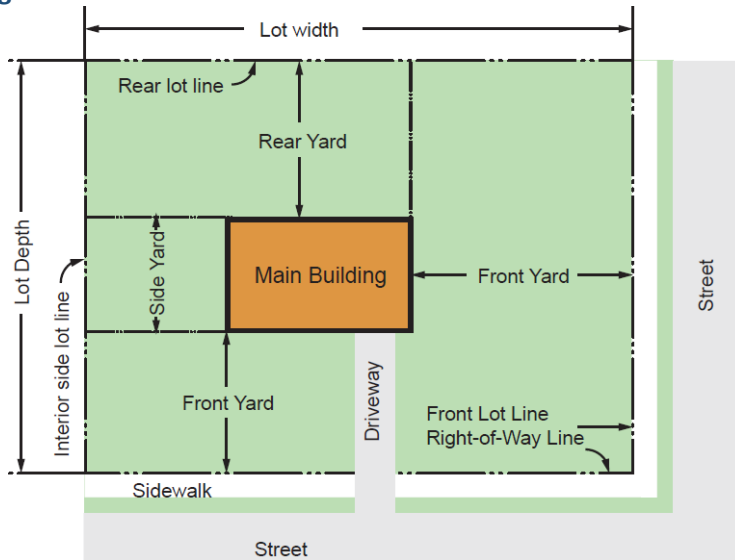 Lot width
Rear lot line
Rear Yard
Lot Depth
Interior side lot line
Side Yard
Main Building
Front Yard
Street
Front Yard
Driveway
Front Lot Line
Right-of-Way Line
Sidewalk
Street